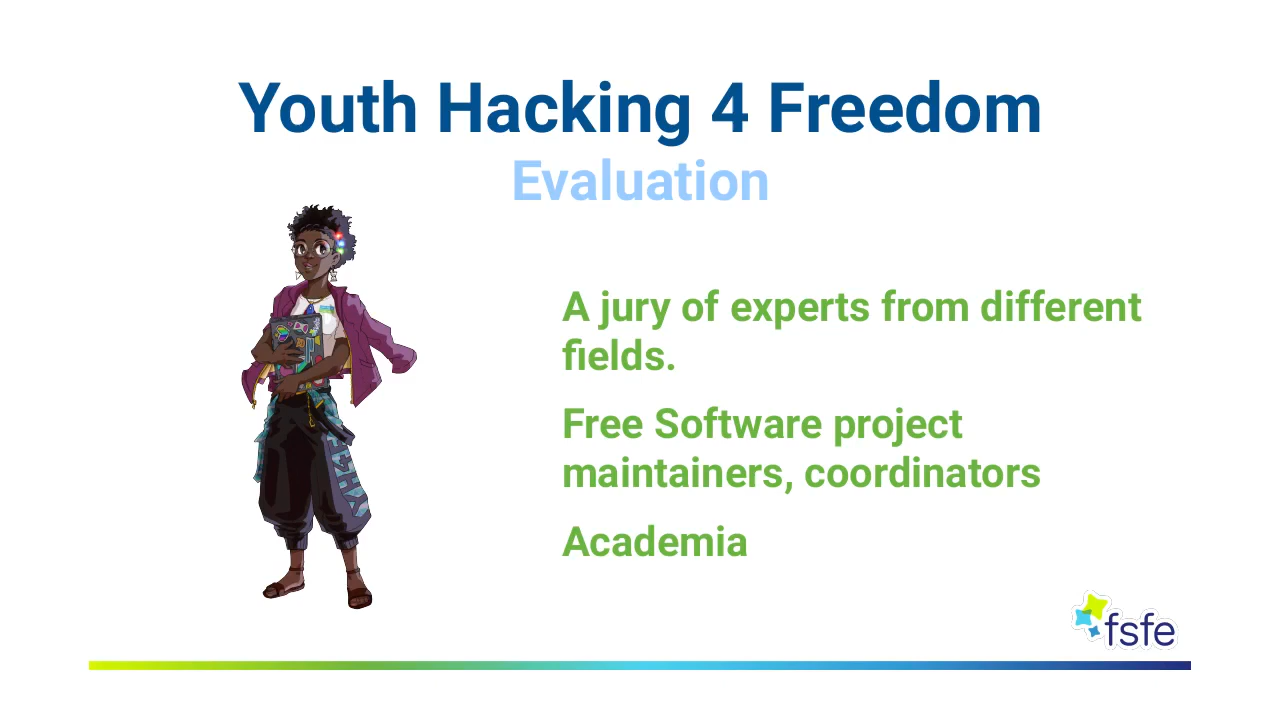 Youth Hacking 4 Freedom
Evaluation
A jury of experts from different
fields.
Free Software project
maintainers, coordinators
Academia
fsfe